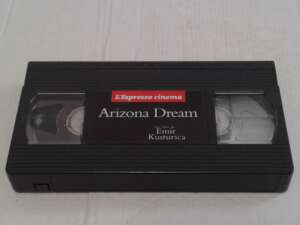 L'Espresso cinema
Arizona Dream
Emir
Kusturica